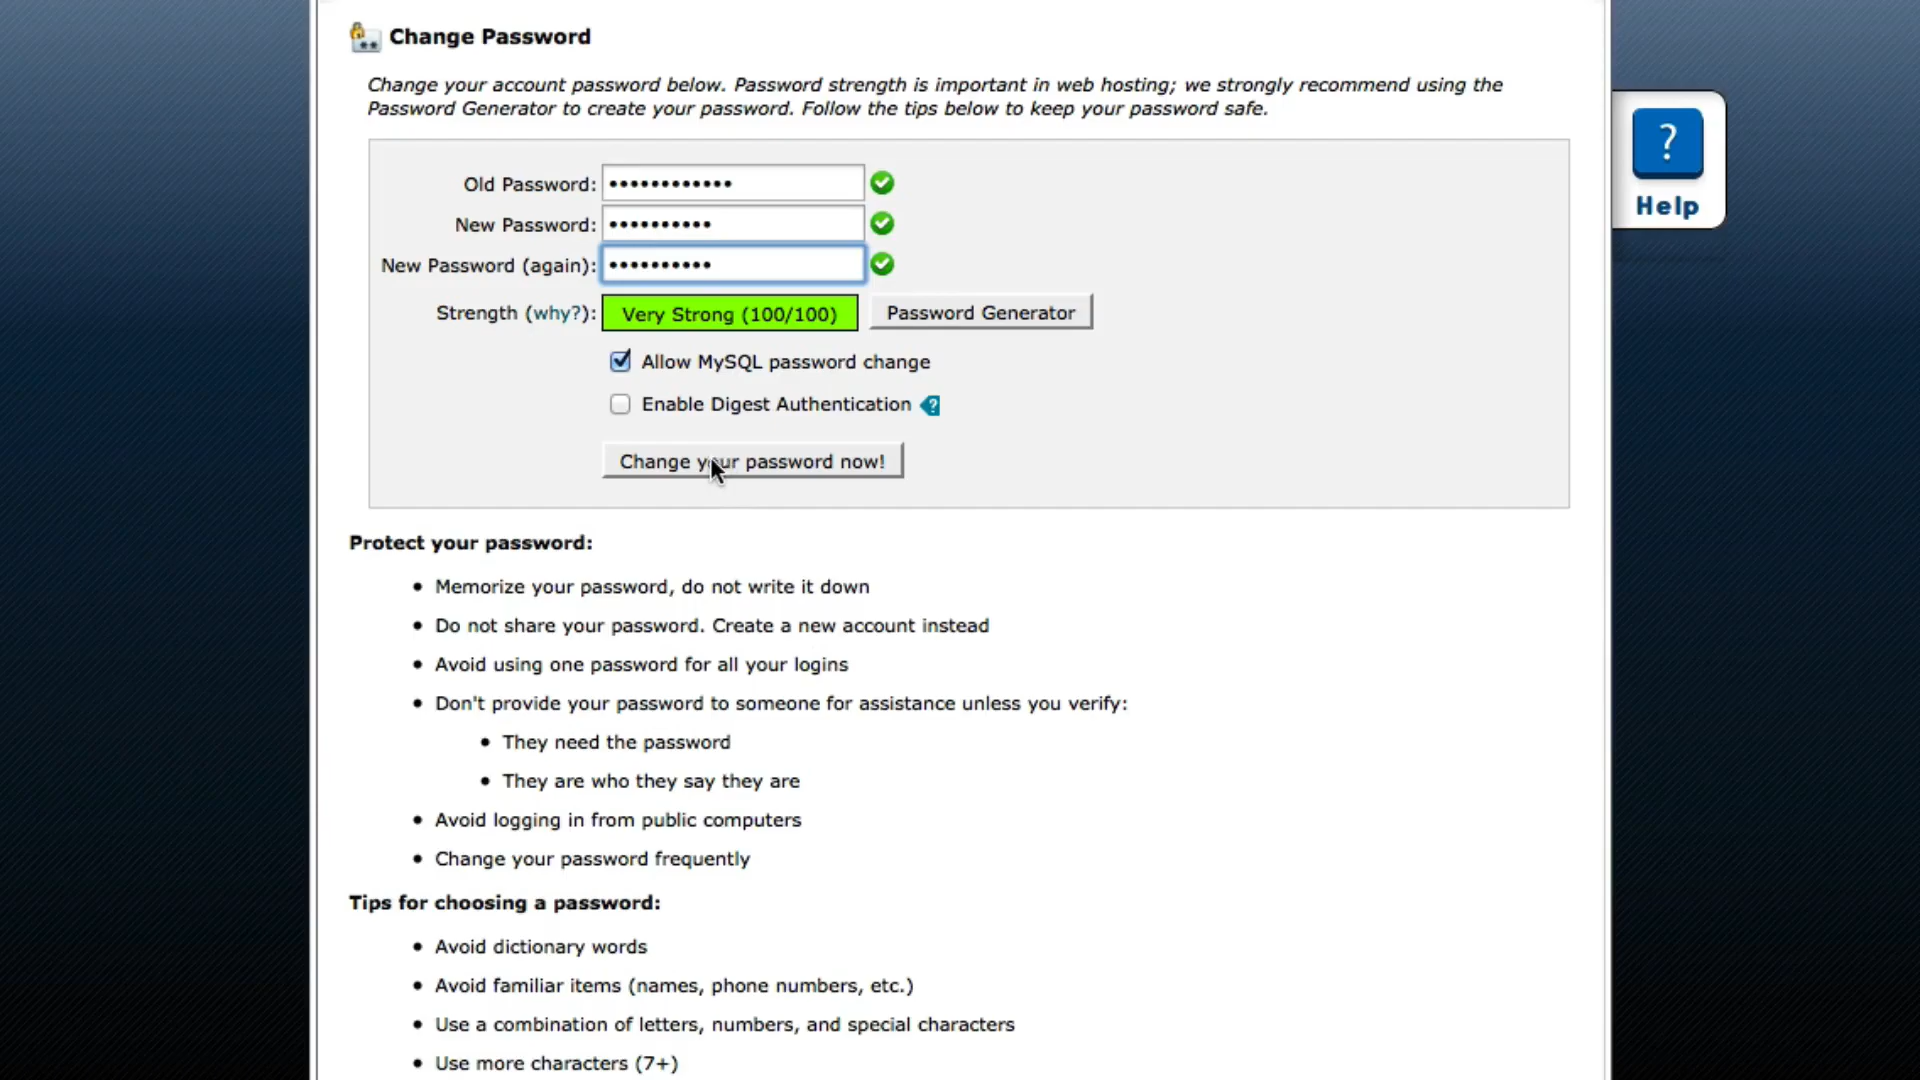 Change Password
Change your account password below. Password strength is important in web hosting; we strongly recommend using the
Password Generator to create your password. Follow the tips below to keep your password safe.
?
Help
Old Password: ••••••••••••
New Password: ••••••••••
New Password (again): ••••••••••
Strength (why?): Very Strong (100/100) Password Generator
Allow MySQL password change
Enable Digest Authentication ?
Change your password now!
Protect your password:
• Memorize your password, do not write it down
• Do not share your password. Create a new account instead
• Avoid using one password for all your logins
• Don't provide your password to someone for assistance unless you verify:
• They need the password
• They are who they say they are
• Avoid logging in from public computers
• Change your password frequently
Tips for choosing a password:
• Avoid dictionary words
• Avoid familiar items (names, phone numbers, etc.)
• Use a combination of letters, numbers, and special characters
• Use more characters (7+)